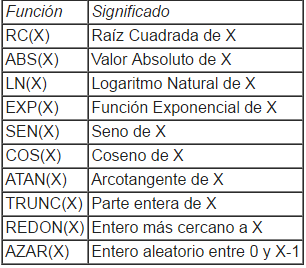 Función Significado
RC(X) Raíz Cuadrada de X
ABS(X) Valor Absoluto de X
LN(X) Logaritmo Natural de X
EXP(X) Función Exponencial de X
SEN(X) Seno de X
COS(X) Coseno de X
ATAN(X) Arcotangente de X
TRUNC(X) Parte entera de X
REDON(X) Entero más cercano a X
AZAR(X) Entero aleatorio entre 0 y X-1